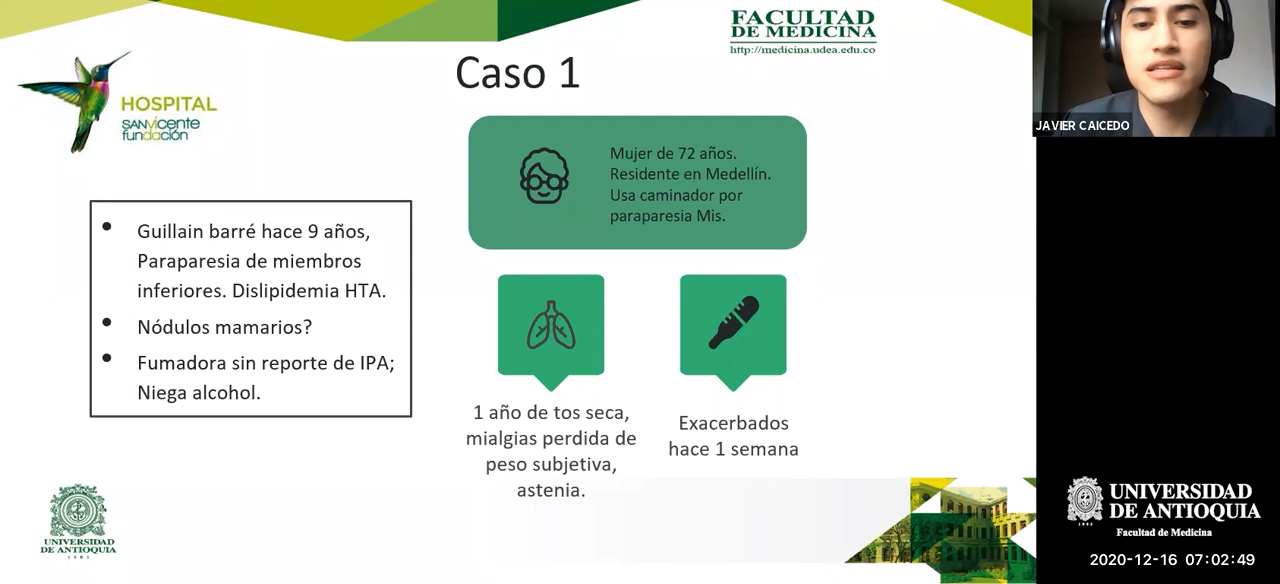 FACULTAD
DE MEDICINA
http://medicina.udea.edu.co
Caso 1
HOSPITAL
SANVICENTE
fundación
JAVIER CAICEDO
Mujer de 72 años.
Residente en Medellín.
Usa caminador por
paraparesia Mis.
• Guillain barré hace 9 años,
Paraparesia de miembros
inferiores. Dislipidemia HTA.
• Nódulos mamarios?
• Fumadora sin reporte de IPA;
Niega alcohol.
1 año de tos seca,
mialgias perdida de
peso subjetiva,
astenia.
Exacerbados
hace 1 semana
UNIVERSIDAD
DE ANTIOQUIA
1803
UNIVERSIDAD
DE ANTIOQUIA
1803
Facultad de Medicina
2020-12-16 07:02:49